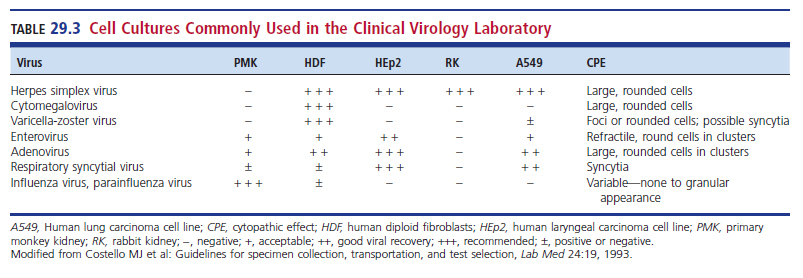 TABLE 29.3 Cell Cultures Commonly Used in the Clinical Virology Laboratory
Virus PMK HDF HEp2 RK A549 CPE
Herpes simplex virus – +++ +++ +++ +++ Large, rounded cells
Cytomegalovirus – +++ – – – Large, rounded cells
Varicella-zoster virus – +++ – – ± Foci or rounded cells; possible syncytia
Enterovirus + + ++ – + Refractile, round cells in clusters
Adenovirus + ++ +++ – ++ Large, rounded cells in clusters
Respiratory syncytial virus ± ± +++ – ++ Syncytia
Influenza virus, parainfluenza virus +++ ± – – – Variable—none to granular
appearance
A549, Human lung carcinoma cell line; CPE, cytopathic effect; HDF, human diploid fibroblasts; HEp2, human laryngeal carcinoma cell line; PMK, primary
monkey kidney; RK, rabbit kidney; –, negative; +, acceptable; ++, good viral recovery; +++, recommended; ±, positive or negative.
Modified from Costello MJ et al: Guidelines for specimen collection, transportation, and test selection, Lab Med 24:19, 1993.